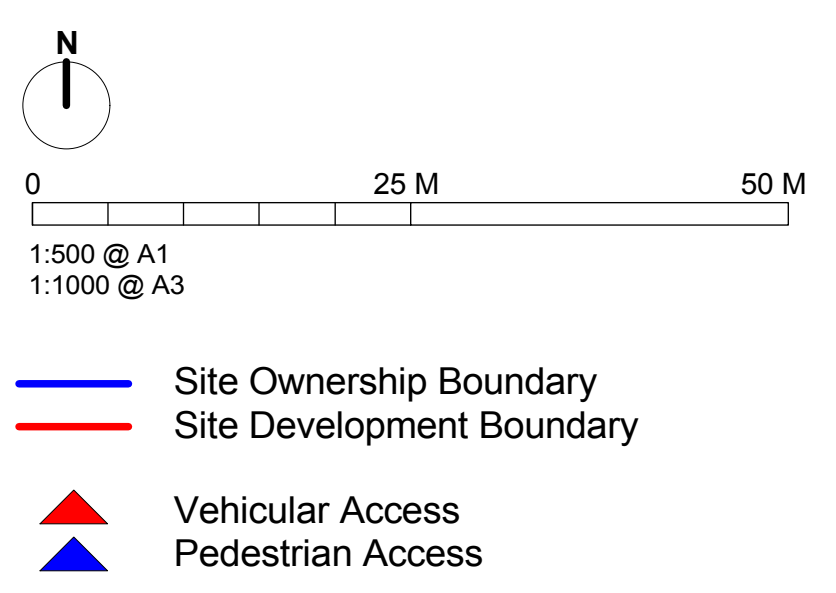 N
0 25 M 50 M
1:500 @ A1
1:1000 @ A3
Site Ownership Boundary
Site Development Boundary
Vehicular Access
Pedestrian Access